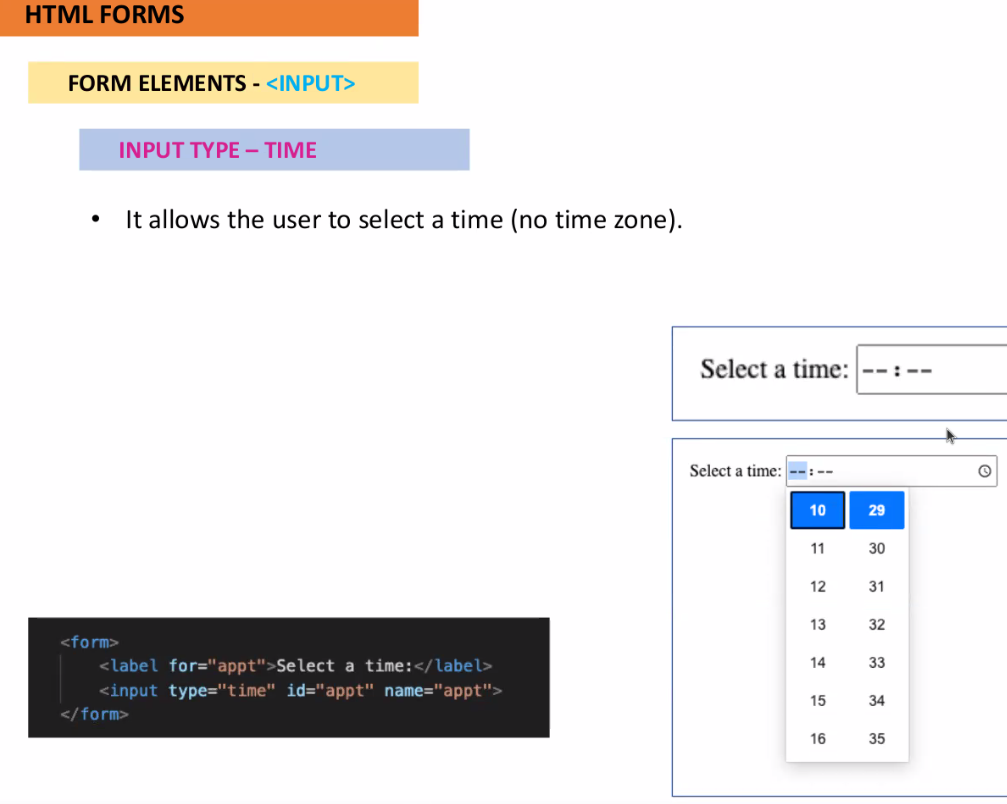 HTML FORMS
FORM ELEMENTS - <INPUT>
INPUT TYPE – TIME
• It allows the user to select a time (no time zone).
Select a time: --:--
Select a time: --:--
10 29
11 30
12 31
13 32
14 33
15 34
16 35
<form>
<label for="appt">Select a time:</label>
<input type="time" id="appt" name="appt">
</form>